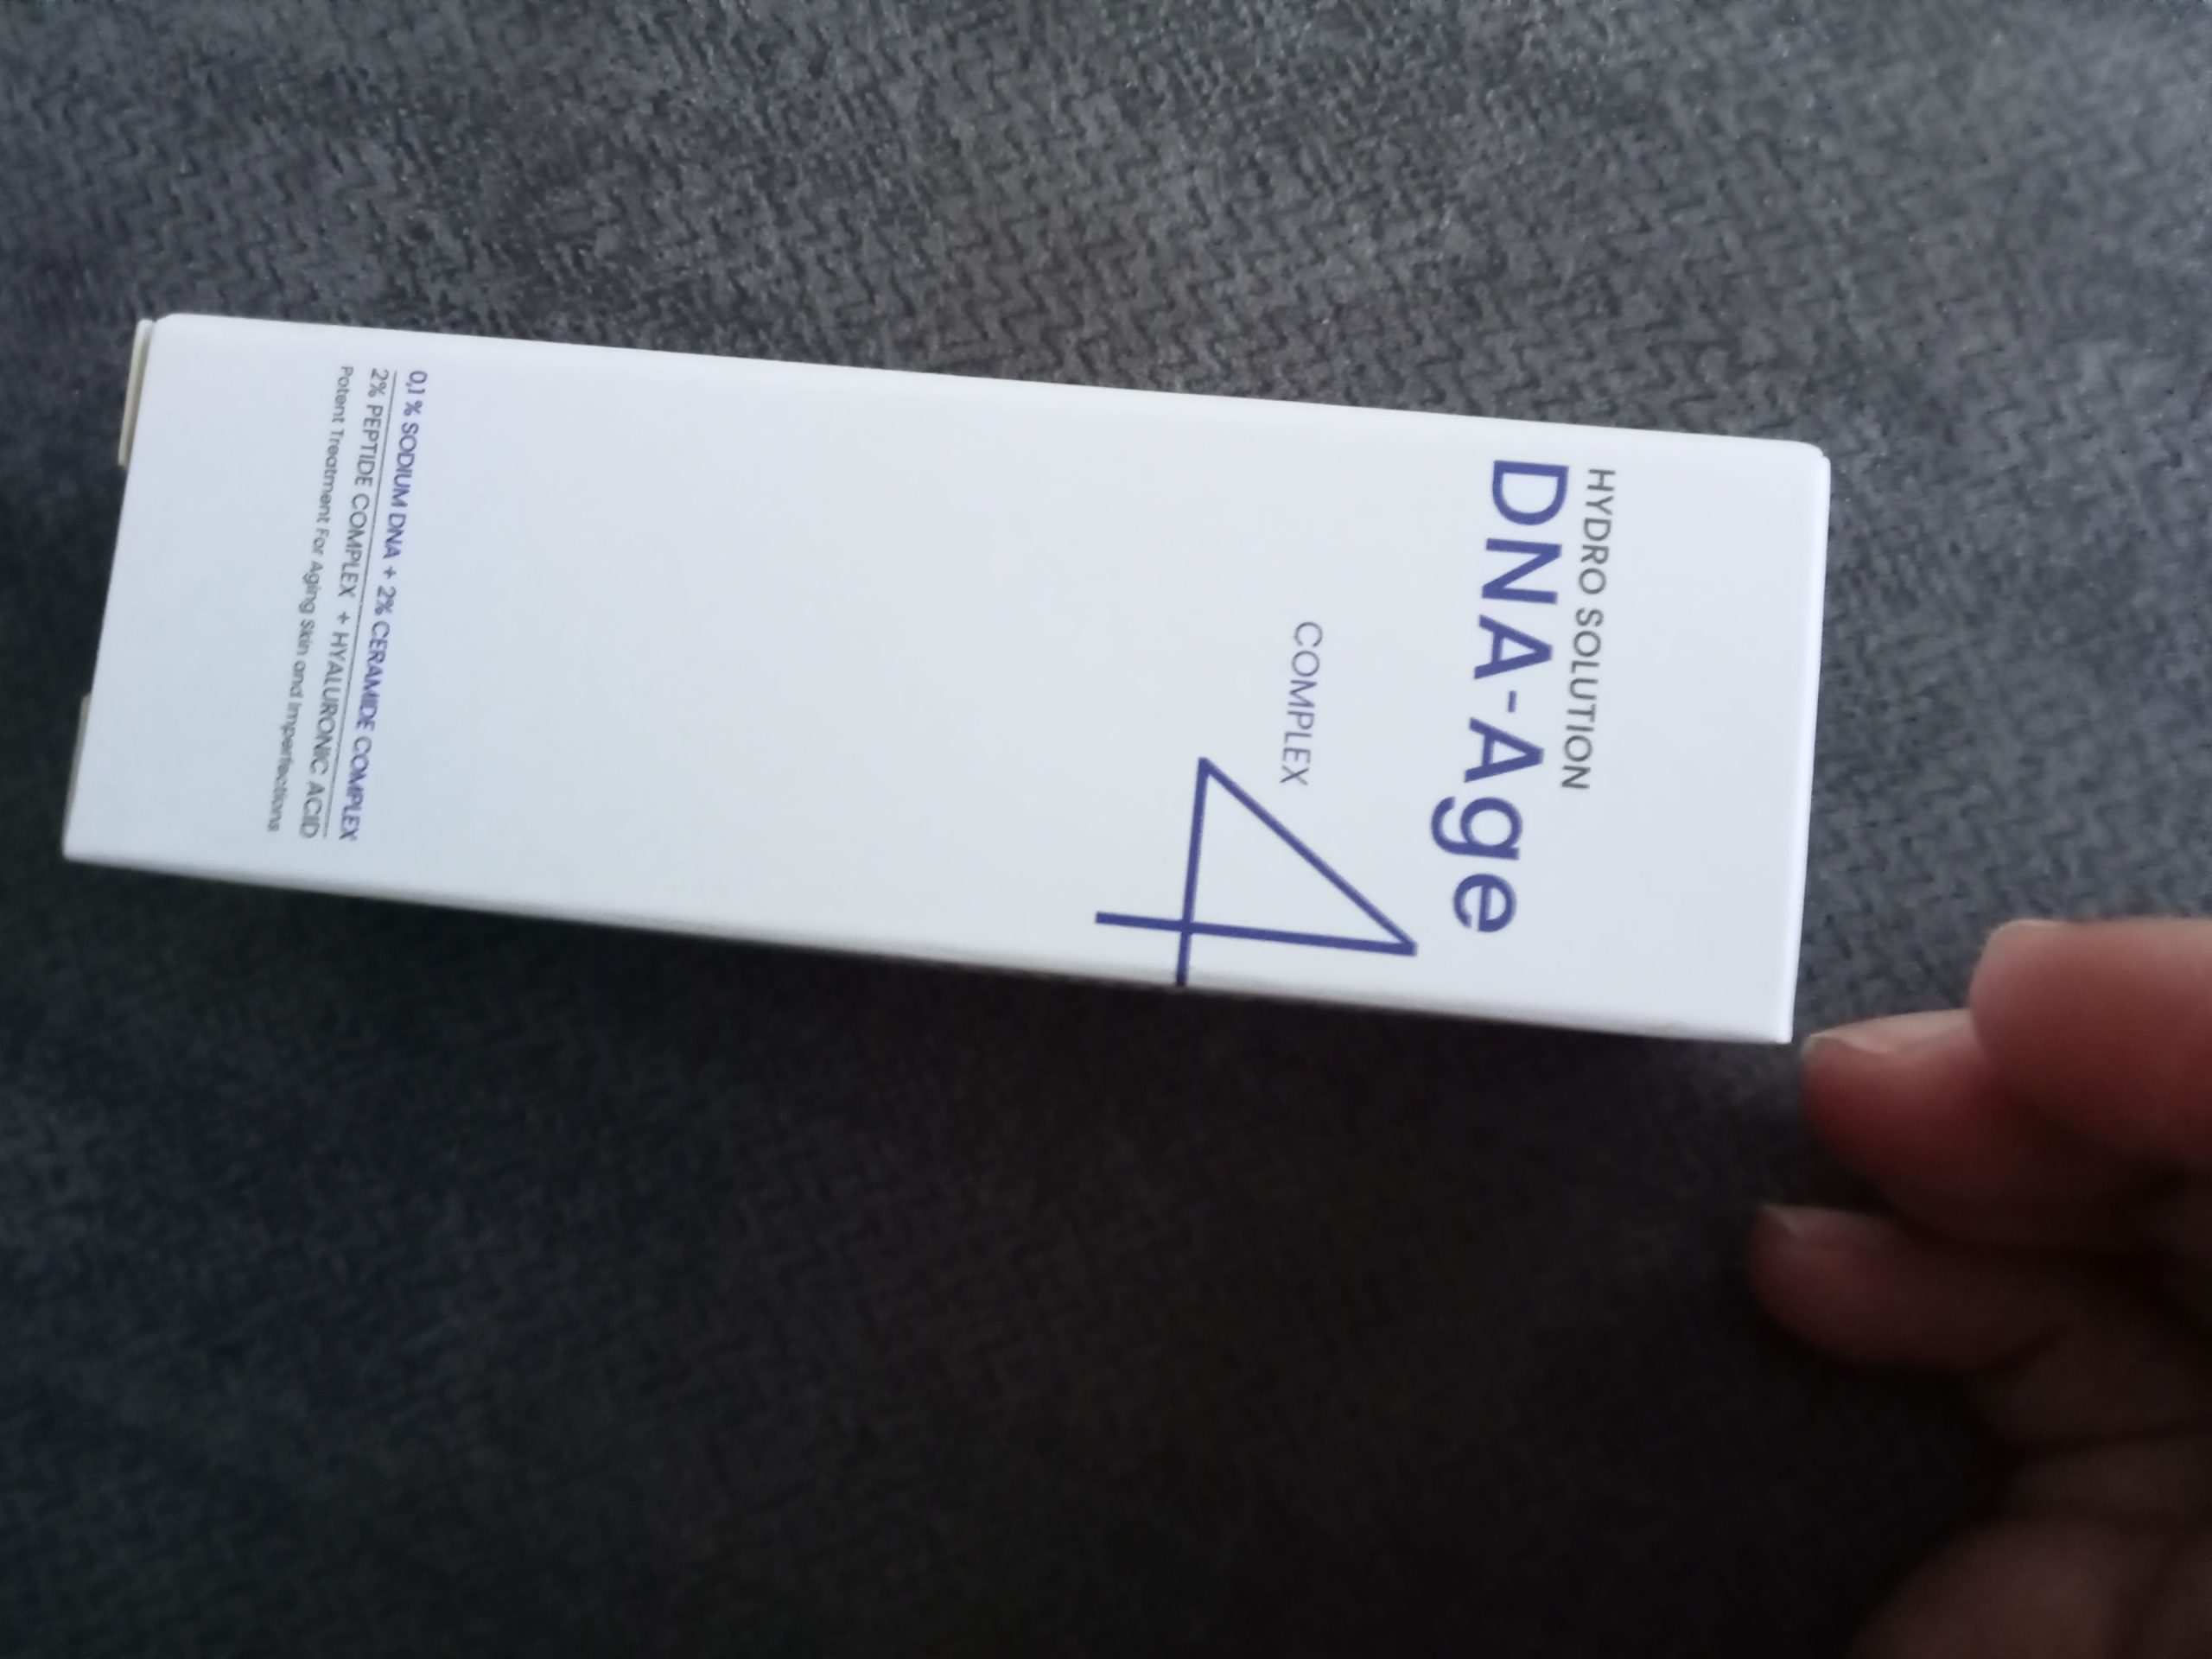 HYDRO SOLUTION
DNA-Age
COMPLEX
4
0,1 % SODIUM DNA + 2% CERAMIDE COMPLEX
2% PEPTIDE COMPLEX + HYALURONIC ACID
Potent Treatment For Aging Skin and Imperfections